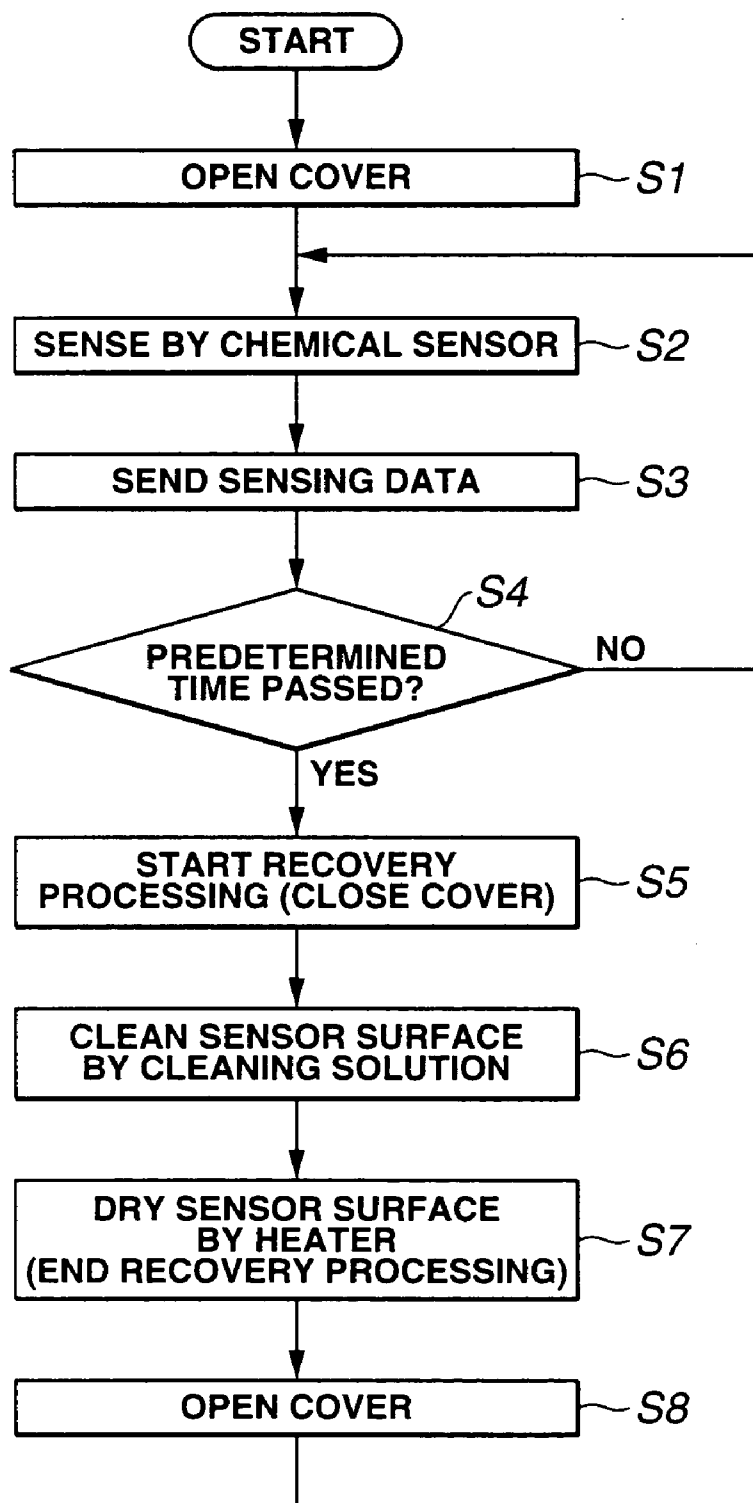 START
OPEN COVER
S1
SENSE BY CHEMICAL SENSOR
S2
SEND SENSING DATA
S3
S4
PREDETERMINED
TIME PASSED?
NO
YES
START RECOVERY
PROCESSING (CLOSE COVER)
S5
CLEAN SENSOR SURFACE
BY CLEANING SOLUTION
S6
DRY SENSOR SURFACE
BY HEATER
(END RECOVERY PROCESSING)
S7
OPEN COVER
S8